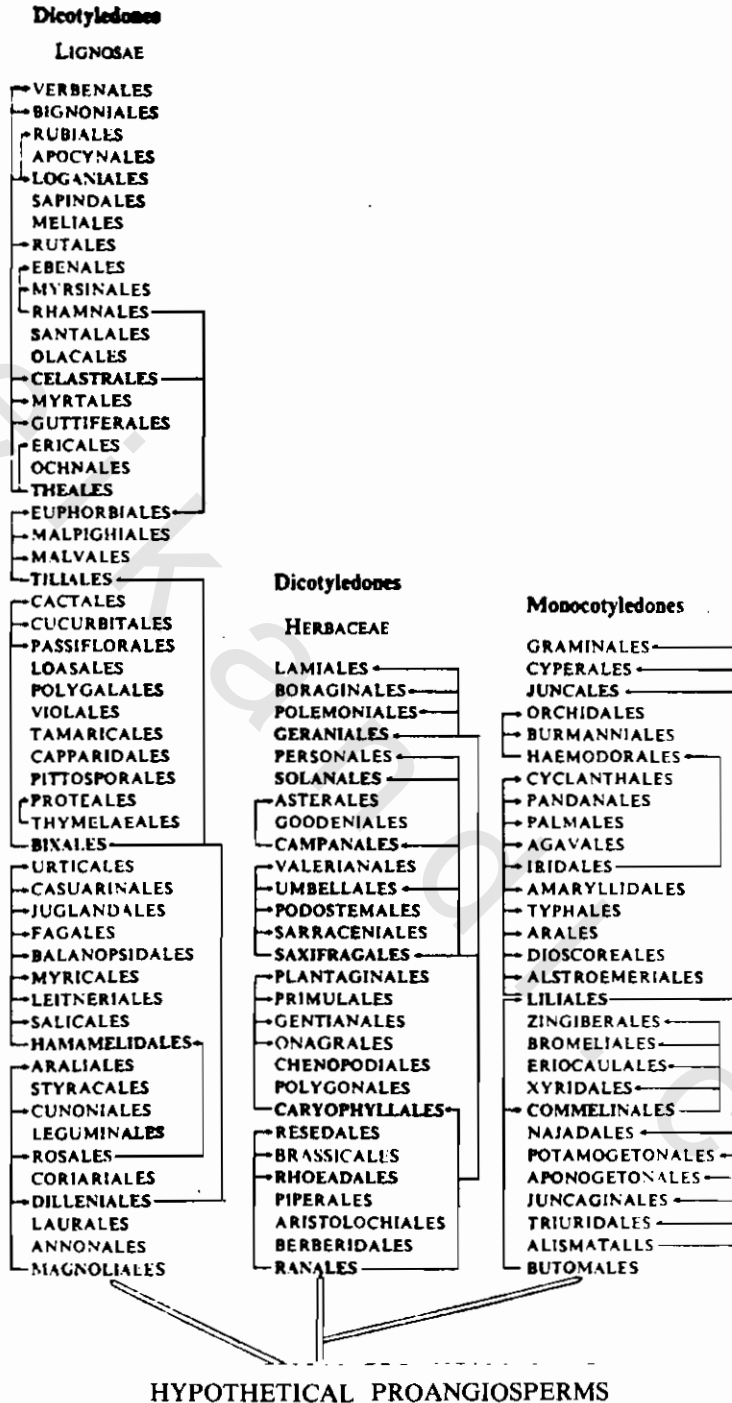 Dicotyledones
LIGNOSAE
VERBENALES
BIGNONIALES
RUBIALES
APOCYNALES
LOGANIALES
SAPINDALES
MELIALES
RUTALES
EBENALES
MYRSINALES
RHAMNALES
SANTALALES
OLACALES
CELASTRALES
MYRTALES
GUTTIFERALES
ERICALES
OCHNALES
THEALES
EUPHORBIALES
MALPIGHIALES
MALVALES
TILIALES
CACTALES
CUCURBITALES
PASSIFLORALES
LOASALES
POLYGALALES
VIOLALES
TAMARICALES
CAPPARIDALES
PITTOSPORALES
PROTEALES
THYMELAEALES
BIXALES
URTICALES
CASUARINALES
JUGLANDALES
FAGALES
BALANOPSIDALES
MYRICALES
LEITNERIALES
SALICALES
HAMAMELIDALES
ARALIALES
STYRACALES
CUNONIALES
LEGUMINALES
ROSALES
CORIARIALES
DILLENIALES
LAURALES
ANNONALES
MAGNOLIALES
Dicotyledones
HERBACEAE
LAMIALES
BORAGINALES
POLEMONIALES
GERANIALES
PERSONALES
SOLANALES
ASTERALES
GOODENIALES
CAMPANALES
VALERIANALES
UMBELLALES
PODOSTEMALES
SARRACENIALES
SAXIFRAGALES
PLANTAGINALES
PRIMULALES
GENTIANALES
ONAGRALES
CHENOPODIALES
POLYGONALES
CARYOPHYLLALES
RESEDALES
BRASSICALES
RHOEADALES
PIPERALES
ARISTOLOCHIALES
BERBERIDALES
RANALES
Monocotyledones
GRAMINALES
CYPERALES
JUNCALES
ORCHIDALES
BURMANNIALES
HAEMODORALES
CYCLANTHALES
PANDANALES
PALMALES
AGAVALES
IRIDALES
AMARYLLIDALES
TYPHALES
ARALES
DIOSCOREALES
ALSTROEMERIALES
LILIALES
ZINGIBERALES
BROMELIALES
ERIOCAULALES
XYRIDALES
COMMELINALES
NAJADALES
POTAMOGETONALES
APONOGETONALES
JUNCAGINALES
TRIURIDALES
ALISMATALLS
BUTOMALES
HYPOTHETICAL PROANGIOSPERMS